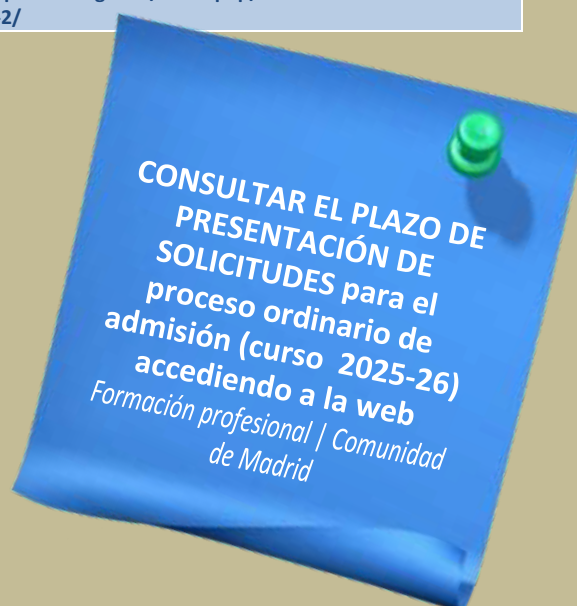 2/
CONSULTAR EL PLAZO DE
PRESENTACIÓN DE
SOLICITUDES para el
proceso ordinario de
admisión (curso 2025-26)
accediendo a la web
Formación profesional | Comunidad
de Madrid